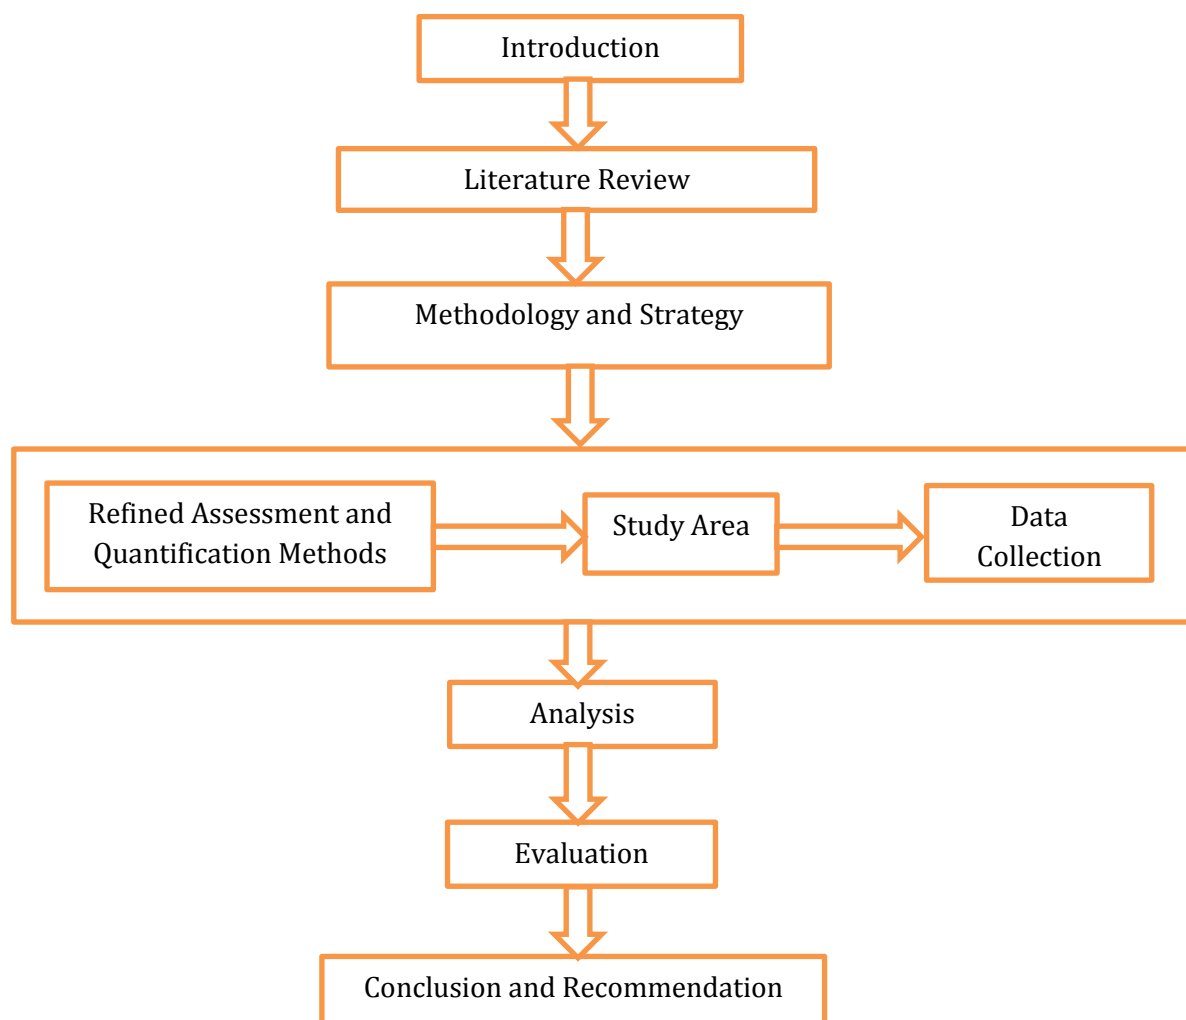 Introduction
Literature Review
Methodology and Strategy
Refined Assessment and
Quantification Methods
Study Area
Data
Collection
Analysis
Evaluation
Conclusion and Recommendation